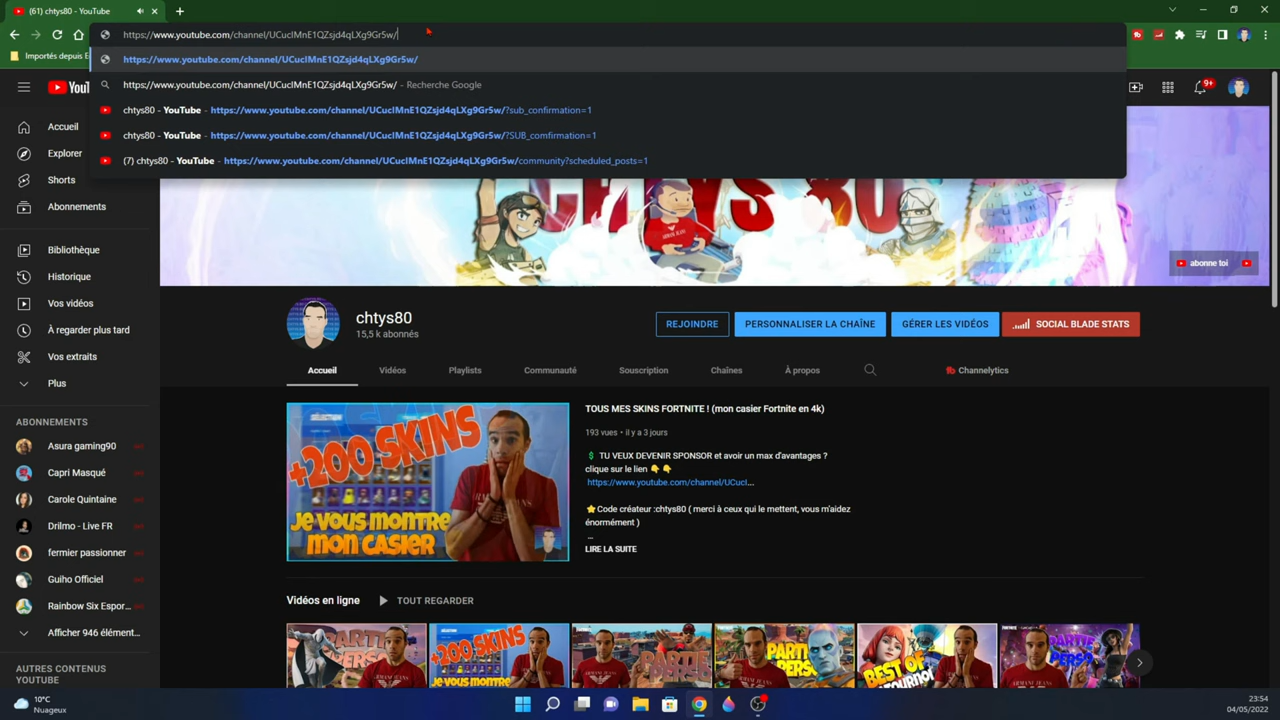 (61) chtys80 - YouTube
https://www.youtube.com/channel/UCucIMnE1QZsjd4qLXg9Gr5w/
Importés depuis E
https://www.youtube.com/channel/UCucIMnE1QZsjd4qLXg9Gr5w/
https://www.youtube.com/channel/UCucIMnE1QZsjd4qLXg9Gr5w/ - Recherche Google
chtys80 - YouTube - https://www.youtube.com/channel/UCucIMnE1QZsjd4qLXg9Gr5w/?sub_confirmation=1
chtys80 - YouTube - https://www.youtube.com/channel/UCucIMnE1QZsjd4qLXg9Gr5w/?SUB_comfirmation=1
(7) chtys80 - YouTube - https://www.youtube.com/channel/UCucIMnE1QZsjd4qLXg9Gr5w/community?scheduled_posts=1
You
9+
Accueil
Explorer
Shorts
Abonnements
Bibliothèque
Historique
Vos vidéos
À regarder plus tard
Vos extraits
Plus
ABONNEMENTS
Asura gaming90
Capri Masqué
Carole Quintaine
Drilmo - Live FR
fermier passionner
Guiho Officiel
Rainbow Six Espor...
Afficher 946 élément...
AUTRES CONTENUS
YOUTUBE
CHTYS 80
abonne toi
chtys80
15,5 k abonnés
REJOINDRE
PERSONNALISER LA CHAÎNE
GÉRER LES VIDÉOS
SOCIAL BLADE STATS
Accueil
Vidéos
Playlists
Communauté
Souscription
Chaînes
À propos
Channelytics
+200 SKINS
JE VOUS MONTRE
MON CASIER
TOUS MES SKINS FORTNITE ! (mon casier Fortnite en 4k)
193 vues • il y a 3 jours
TU VEUX DEVENIR SPONSOR et avoir un max d'avantages ?
clique sur le lien
https://www.youtube.com/channel/UCucI...
Code créateur :chtys80 ( merci à ceux qui le mettent, vous m'aidez
énormément )
...
LIRE LA SUITE
Vidéos en ligne
TOUT REGARDER
PARTIE
PERSO
+200 SKINS
JE VOUS MONTRE
PARTIE
PERSO
PARTIE
PERS
BEST OF
TOURNOI
PARTIE
PERSO
10°C
Nuageux
23:54
04/05/2022